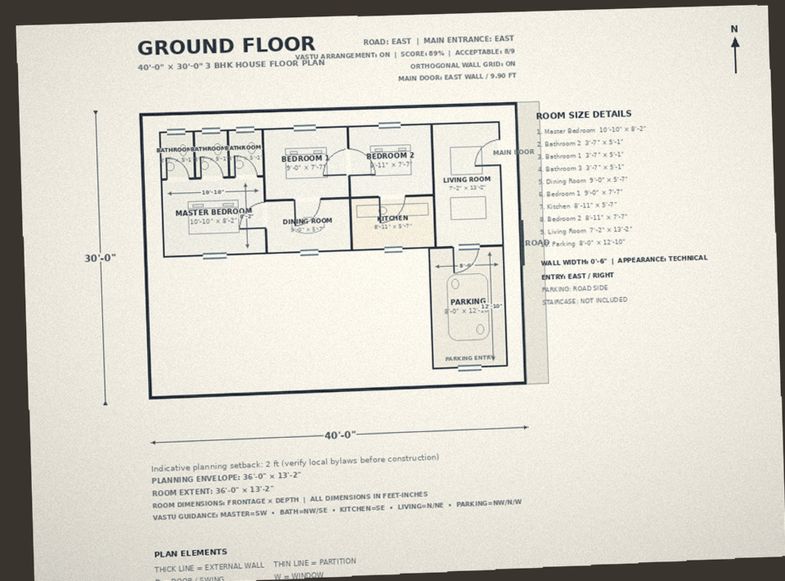 GROUND FLOOR
40'-0" × 30'-0" 3 BHK HOUSE FLOOR PLAN
ROAD: EAST | MAIN ENTRANCE: EAST
VASTU ARRANGEMENT: ON | SCORE: 89% | ACCEPTABLE: 8/9
ORTHOGONAL WALL GRID: ON
MAIN DOOR: EAST WALL / 9.90 FT
N
BATHROOM
BATHROOM
BATHROOM
10'-10"
MASTER BEDROOM
10'-10" × 8'-2"
BEDROOM 1
9'-0" × 7'-7"
BEDROOM 2
8'-11" × 7'-7"
DINING ROOM
9'-0" × 5'-7"
KITCHEN
8'-11" × 5'-7"
LIVING ROOM
7'-2" × 13'-2"
MAIN DOOR
ROAD
8'-0"
PARKING
8'-0" × 12'-10"
12'-10"
PARKING ENTRY
30'-0"
40'-0"
ROOM SIZE DETAILS
1. Master Bedroom 10'-10" × 8'-2"
2. Bathroom 2 3'-7" × 5'-1"
3. Bathroom 1 3'-7" × 5'-1"
4. Bathroom 3 3'-7" × 5'-1"
5. Dining Room 9'-0" × 5'-7"
6. Bedroom 1 9'-0" × 7'-7"
7. Kitchen 8'-11" × 5'-7"
8. Bedroom 2 8'-11" × 7'-7"
9. Living Room 7'-2" × 13'-2"
Parking 8'-0" × 12'-10"
WALL WIDTH: 0'-6" | APPEARANCE: TECHNICAL
ENTRY: EAST / RIGHT
PARKING: ROAD SIDE
STAIRCASE: NOT INCLUDED
Indicative planning setback: 2 ft (verify local bylaws before construction)
PLANNING ENVELOPE: 36'-0" × 13'-2"
ROOM EXTENT: 36'-0" × 13'-2"
ROOM DIMENSIONS: FRONTAGE × DEPTH | ALL DIMENSIONS IN FEET-INCHES
VASTU GUIDANCE: MASTER=SW • BATH=NW/SE • KITCHEN=SE • LIVING=N/NE • PARKING=NW/N/W
PLAN ELEMENTS
THICK LINE = EXTERNAL WALL THIN LINE = PARTITION
D = DOOR / SWING W = WINDOW